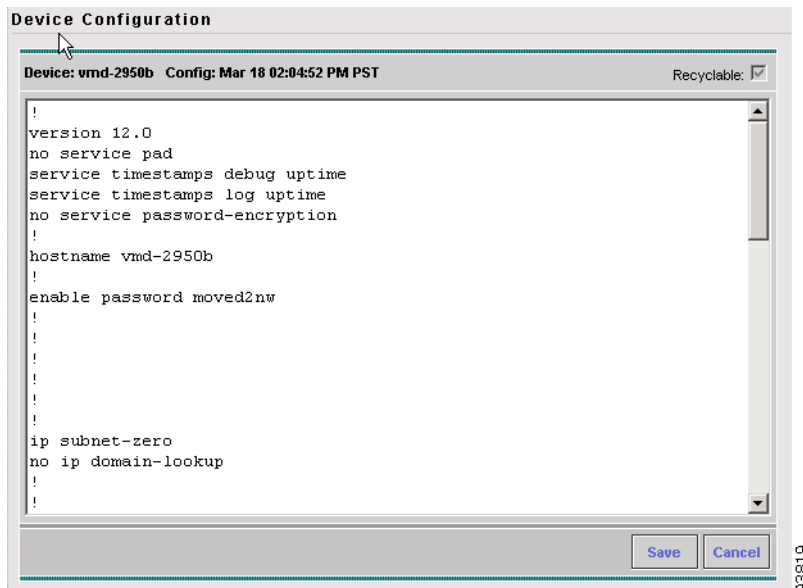 Device Configuration
Device: vmd-2950b Config: Mar 18 02:04:52 PM PST
Recyclable:
!
version 12.0
no service pad
service timestamps debug uptime
service timestamps log uptime
no service password-encryption
!
hostname vmd-2950b
!
enable password moved2nw
!
!
!
!
!
!
ip subnet-zero
no ip domain-lookup
!
!
Save
Cancel